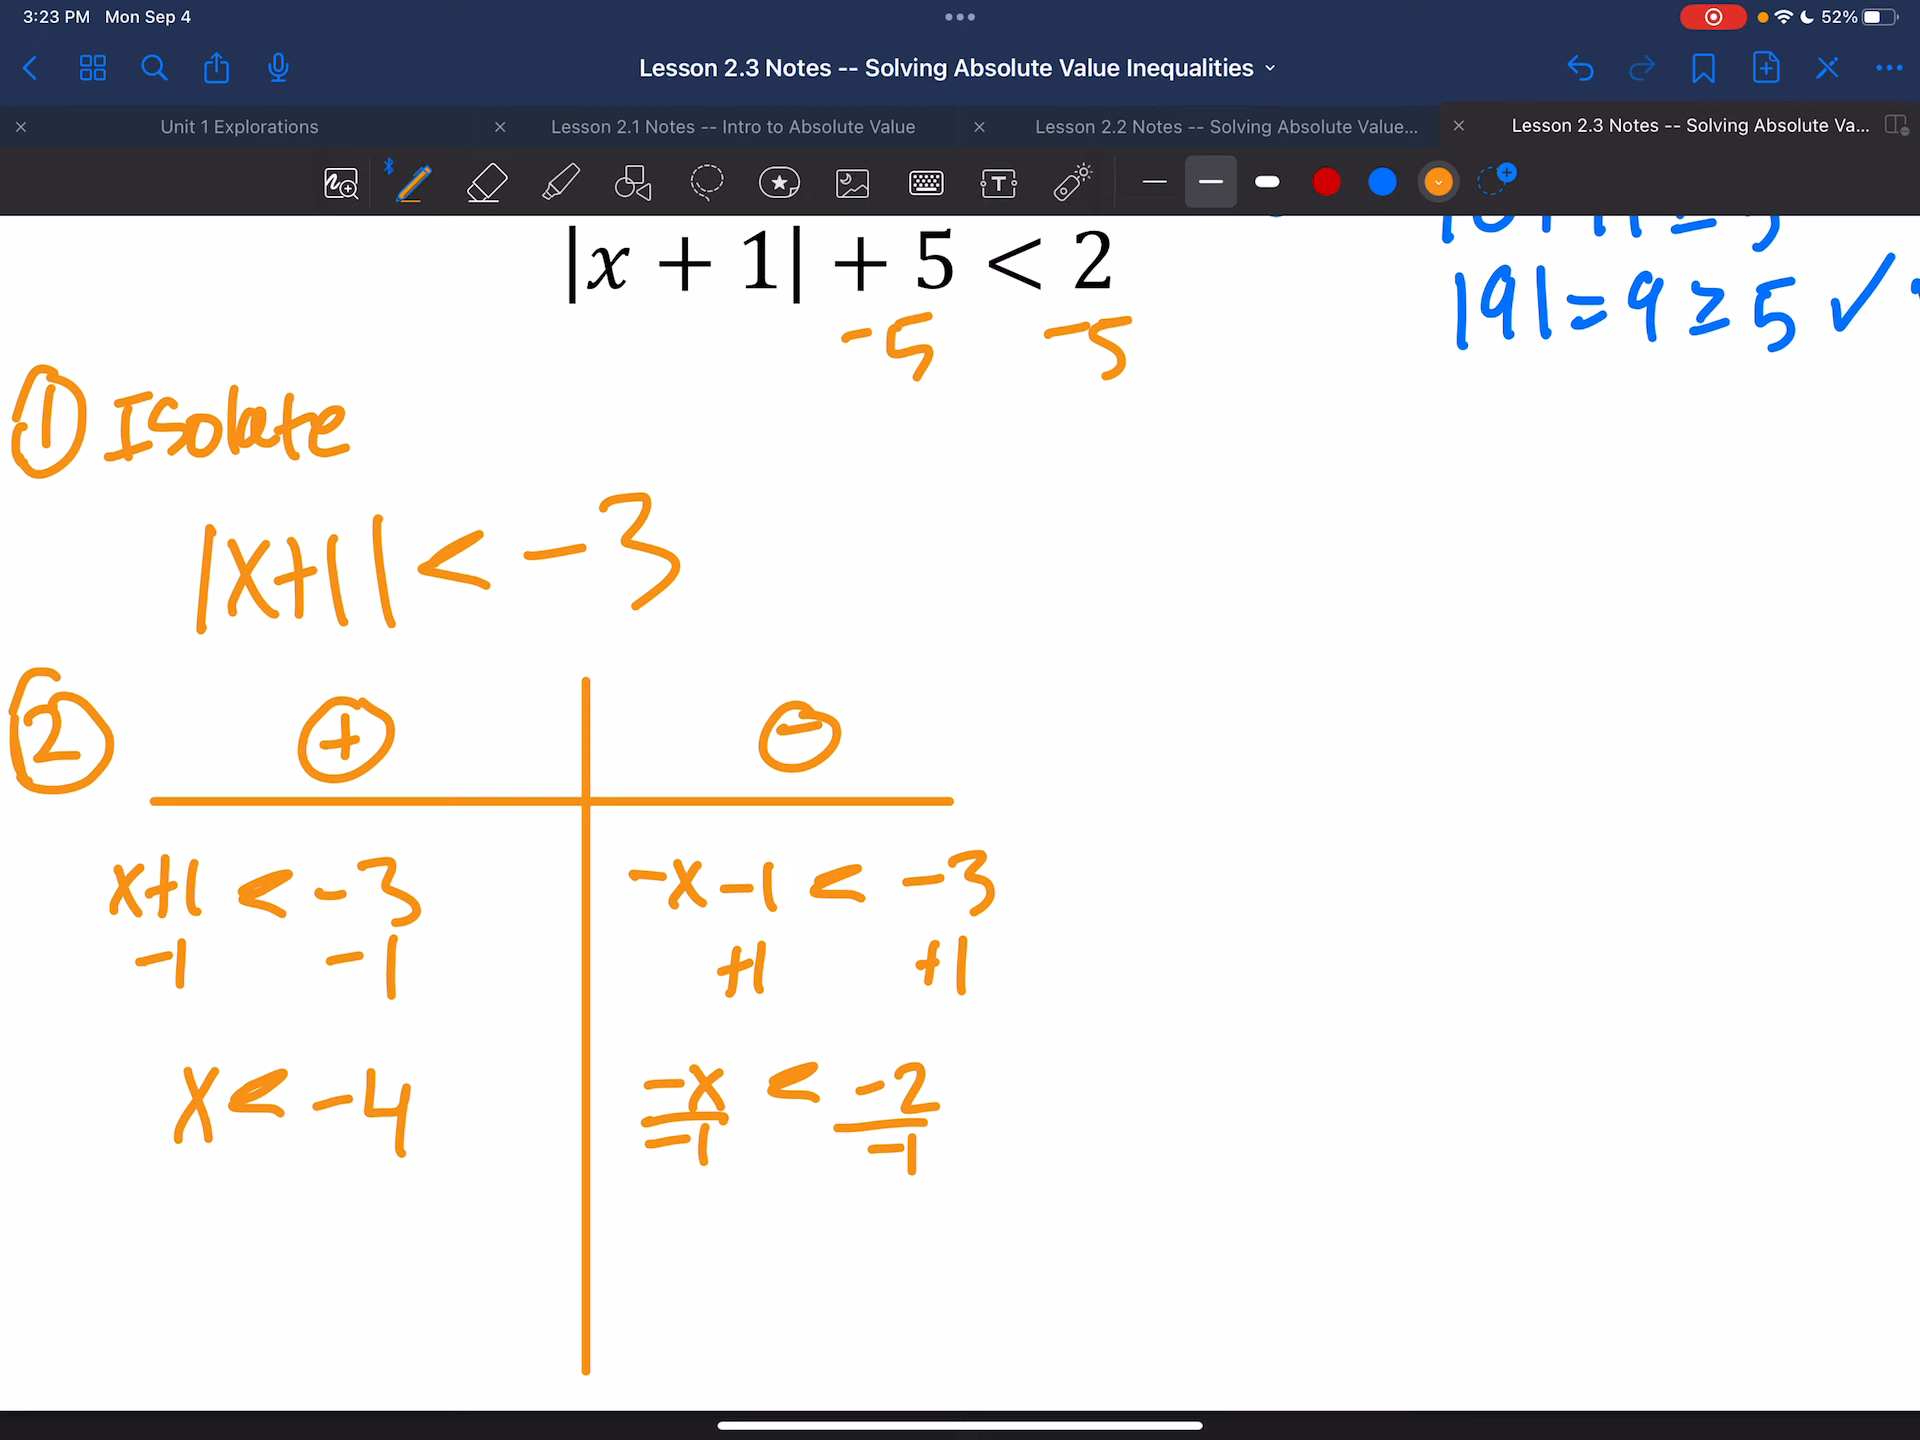 3:23 PM Mon Sep 4
52%
Lesson 2.3 Notes -- Solving Absolute Value Inequalities
Unit 1 Explorations
Lesson 2.1 Notes -- Intro to Absolute Value
Lesson 2.2 Notes -- Solving Absolute Value...
Lesson 2.3 Notes -- Solving Absolute Va...
|x + 1| + 5 < 2
-5 -5
|9| = 9 ≥ 5 ✓
① Isolate
|x+1| < -3
② + -
x+1 < -3
-1 -1
x < -4
-x-1 < -3
+1 +1
-x < -2
-1 -1